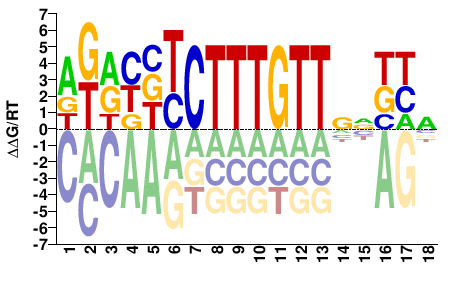 7
6
5
4
3
2
1
0
-1
-2
-3
-4
-5
-6
-7
ΔΔG/RT
A G T C
G T A C
A G T C
C T G A
C G T A
T C A G
C A G T
T A C G
T A C G
T A C G
G A C T
T A C G
T A C G
G
A
T G C A
T C A G
A
1 2 3 4 5 6 7 8 9 10 11 12 13 14 15 16 17 18